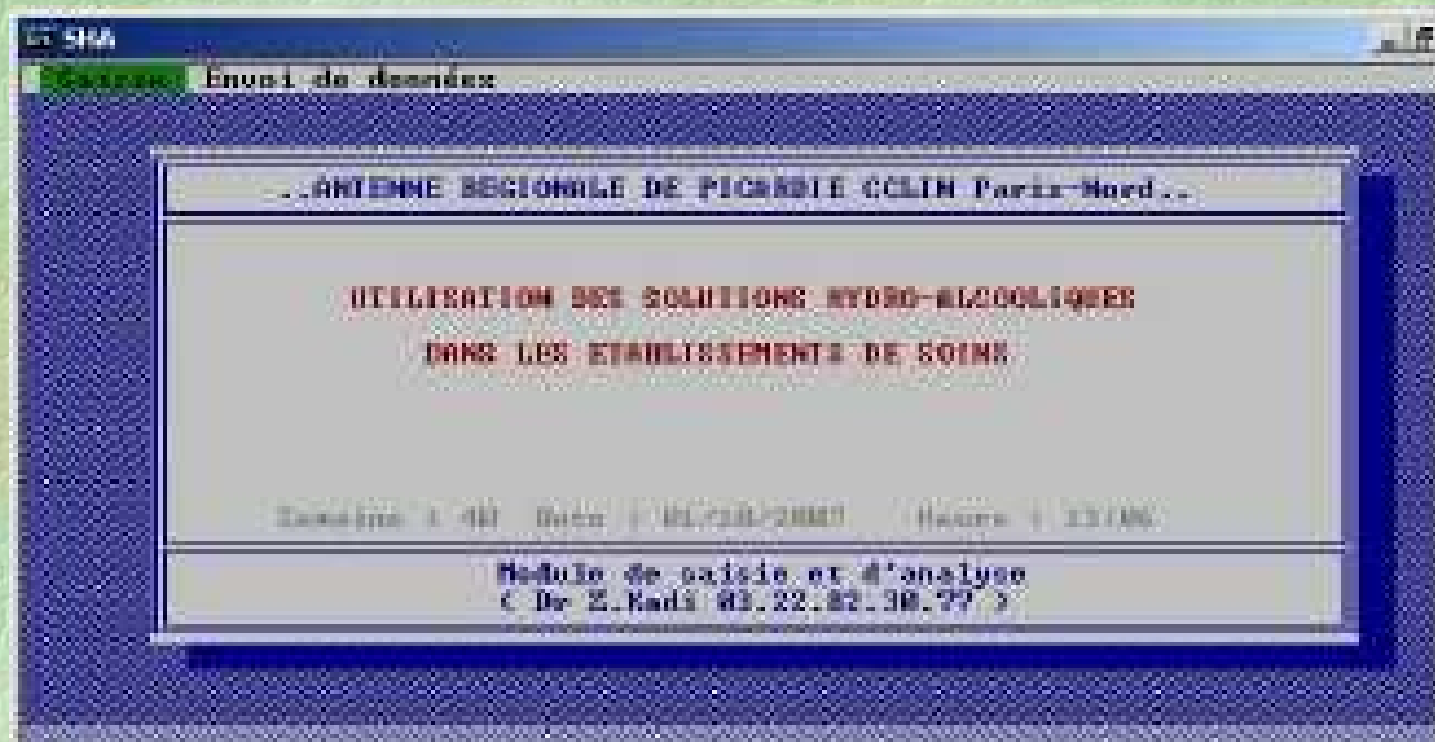 SHA
Saisie Envoi de données
..ANTENNE REGIONALE DE PICARDIE CCLIN Paris-Nord..
UTILISATION DES SOLUTIONS HYDRO-ALCOOLIQUES
DANS LES ETABLISSEMENTS DE SOINS
Semaine : 40 Date : 01/10/2007 Heure :
Module de saisie et d'analyse
( Dr Z.Kadi 03.22.82.30.77 )